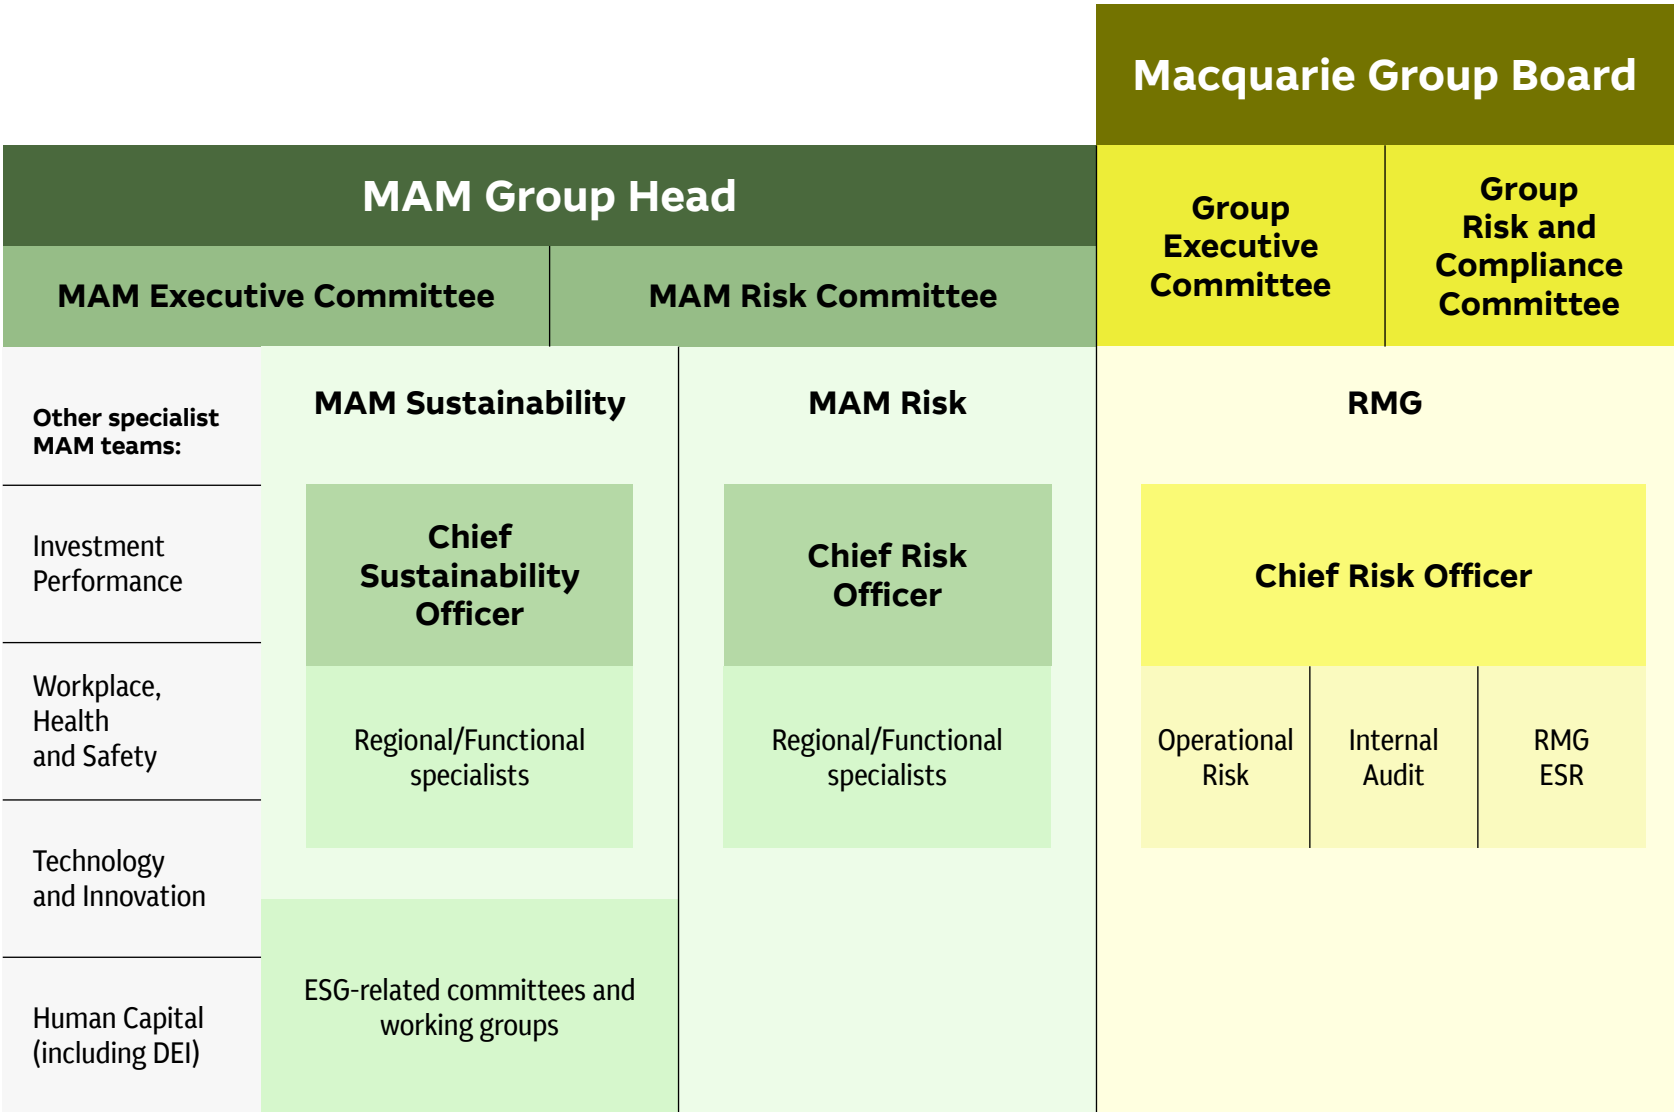 Macquarie Group Board
MAM Group Head
Group
Executive
Committee
Group
Risk and
Compliance
Committee
MAM Executive Committee
MAM Risk Committee
Other specialist
MAM teams:
Investment
Performance
Workplace,
Health
and Safety
Technology
and Innovation
Human Capital
(including DEI)
MAM Sustainability
Chief
Sustainability
Officer
Regional/Functional
specialists
ESG-related committees and
working groups
MAM Risk
Chief Risk
Officer
Regional/Functional
specialists
RMG
Chief Risk Officer
Operational
Risk
Internal
Audit
RMG
ESR